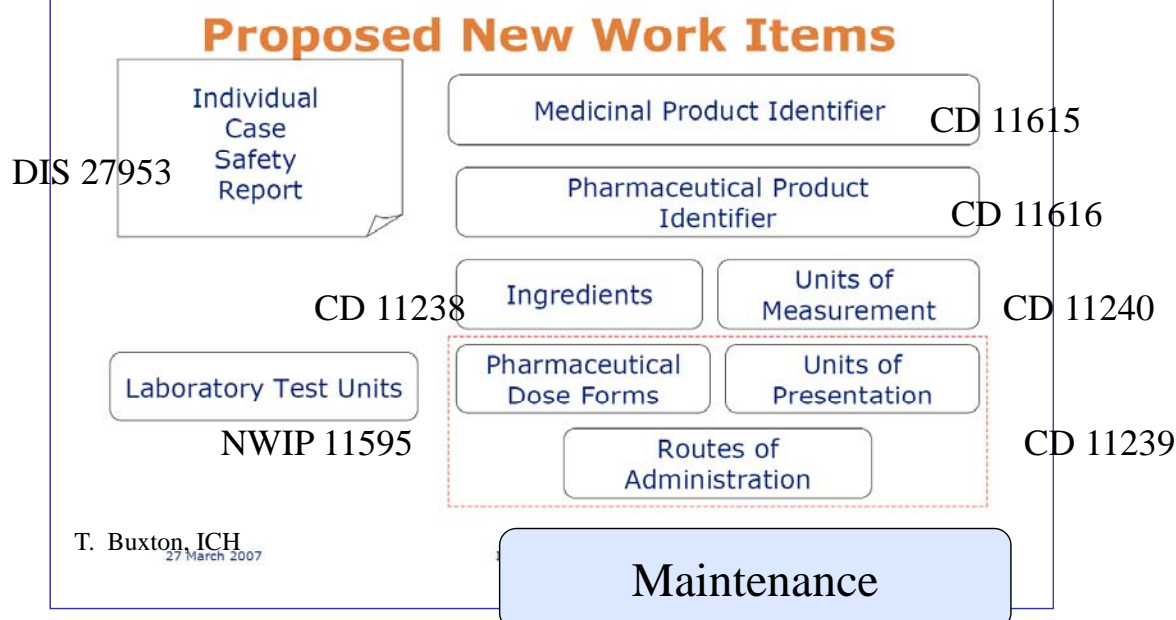 Proposed New Work Items
Individual
Case
Safety
Report
DIS 27953
Medicinal Product Identifier
CD 11615
Pharmaceutical Product
Identifier
CD 11616
CD 11238
Ingredients
Units of
Measurement
CD 11240
Laboratory Test Units
NWIP 11595
Pharmaceutical
Dose Forms
Units of
Presentation
Routes of
Administration
CD 11239
T. Buxton, ICH
27 March 2007
Maintenance